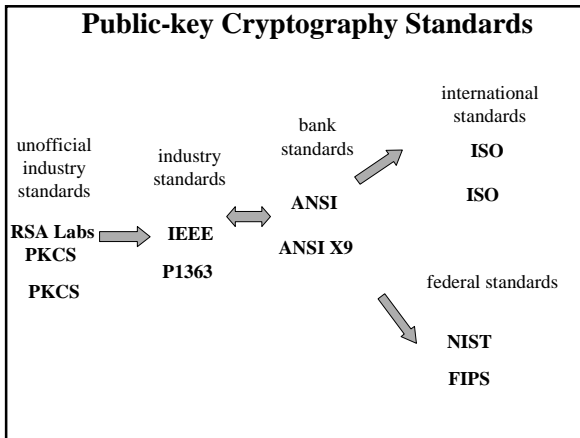 Public-key Cryptography Standards
unofficial
industry
standards
RSA Labs
PKCS
PKCS
industry
standards
IEEE
P1363
bank
standards
ANSI
ANSI X9
international
standards
ISO
ISO
federal standards
NIST
FIPS